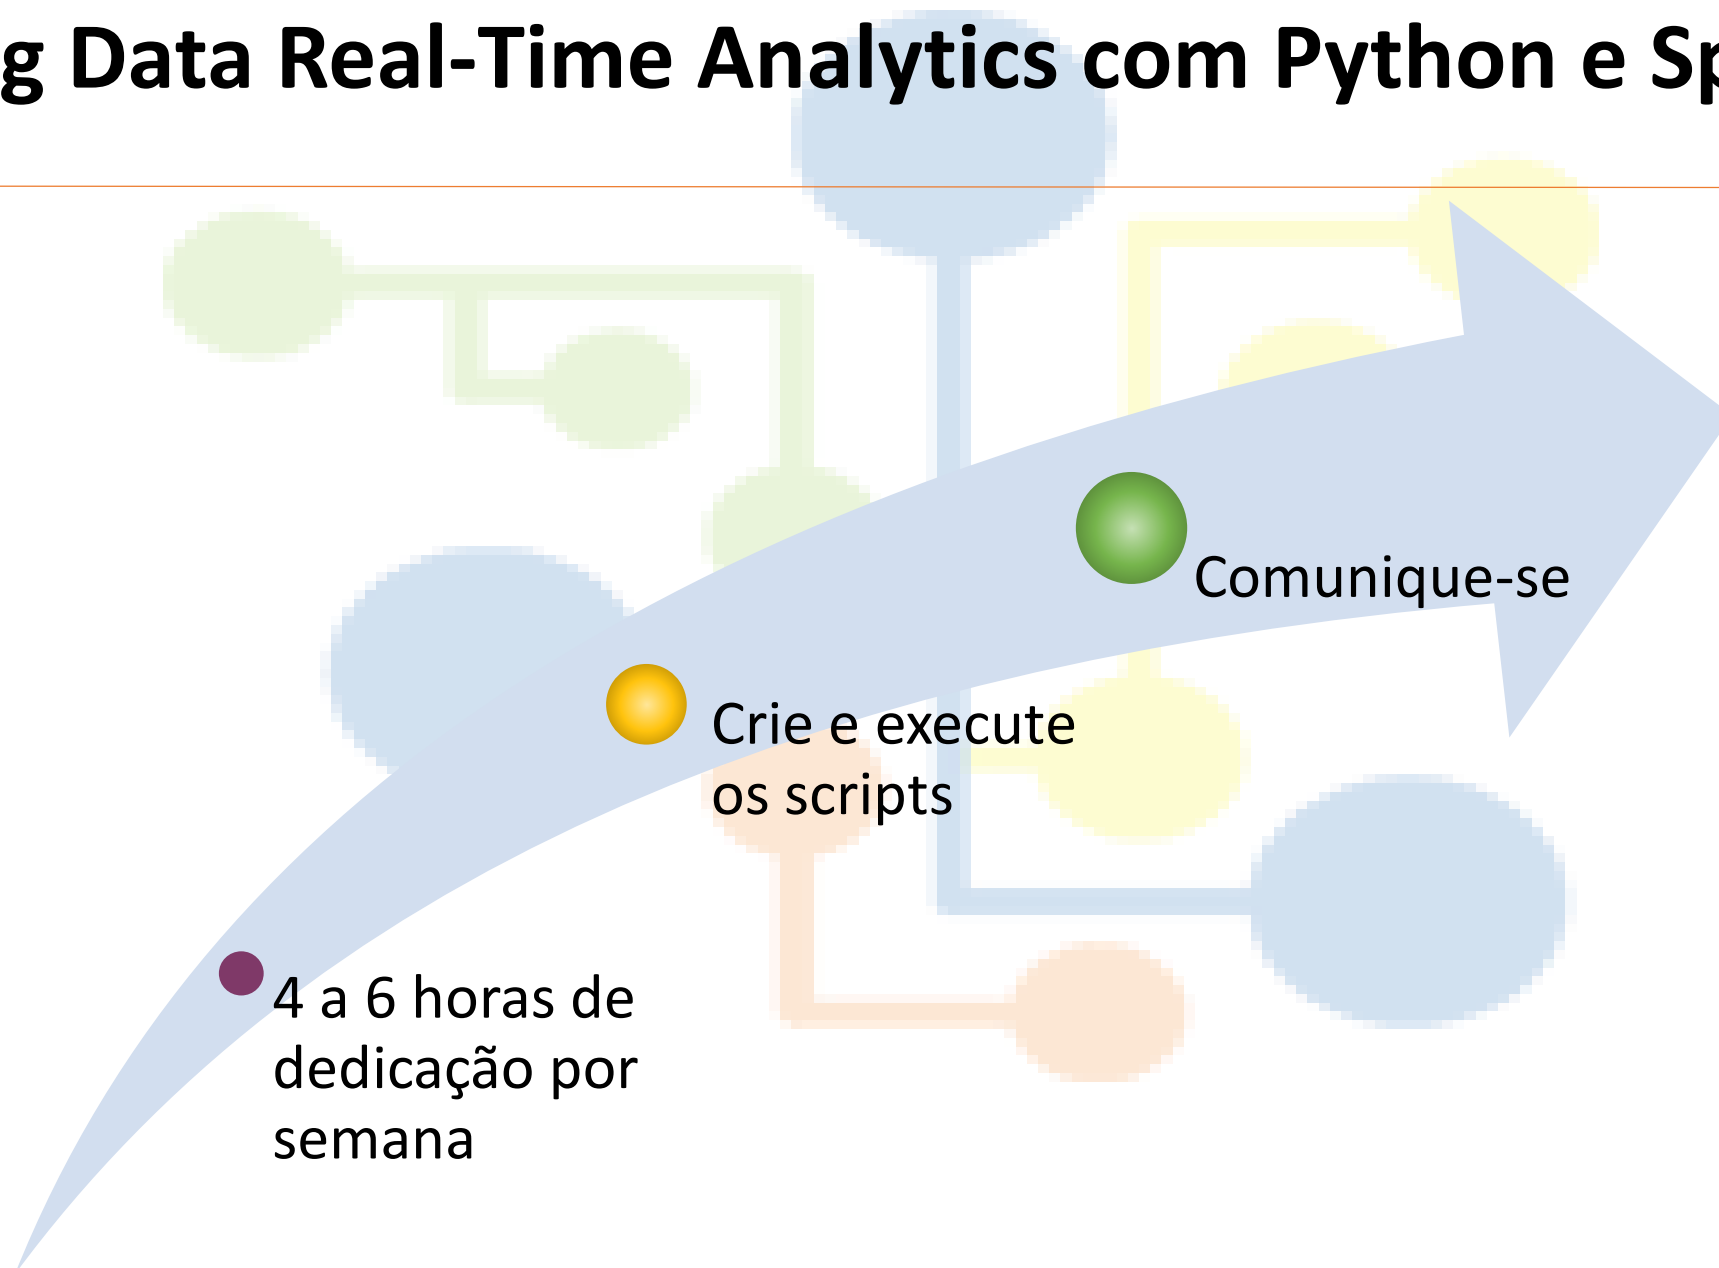 g Data Real-Time Analytics com Python e Sp
Comunique-se
Crie e execute
os scripts
4 a 6 horas de
dedicação por
semana